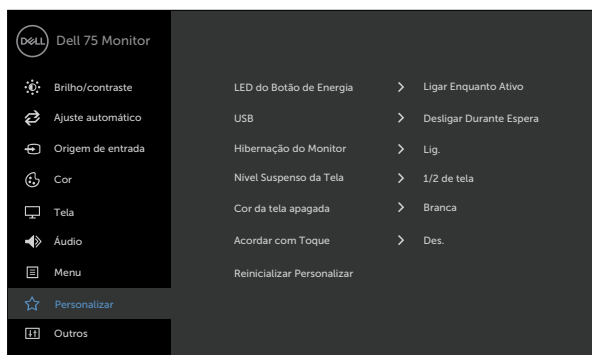 DELL Dell 75 Monitor
Brilho/contraste
Ajuste automático
Origem de entrada
Cor
Tela
Áudio
Menu
Personalizar
Outros
LED do Botão de Energia > Ligar Enquanto Ativo
USB > Desligar Durante Espera
Hibernação do Monitor > Lig.
Nível Suspenso da Tela > 1/2 de tela
Cor da tela apagada > Branca
Acordar com Toque > Des.
Reinicializar Personalizar